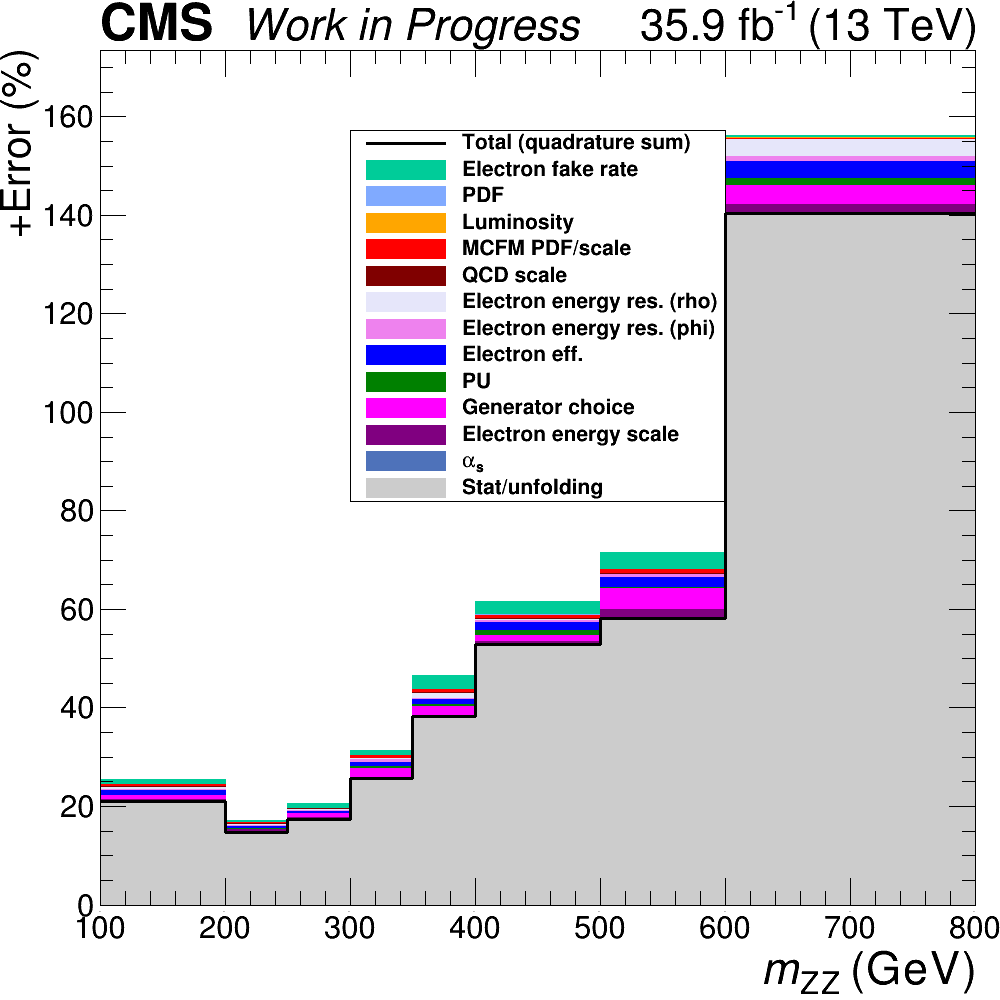 CMS Work in Progress 35.9 fb-1 (13 TeV)
+Error (%)
160
140
120
100
80
60
40
20
0
Total (quadrature sum)
Electron fake rate
PDF
Luminosity
MCFM PDF/scale
QCD scale
Electron energy res. (rho)
Electron energy res. (phi)
Electron eff.
PU
Generator choice
Electron energy scale
αs
Stat/unfolding
100 200 300 400 500 600 700 800
mZZ (GeV)